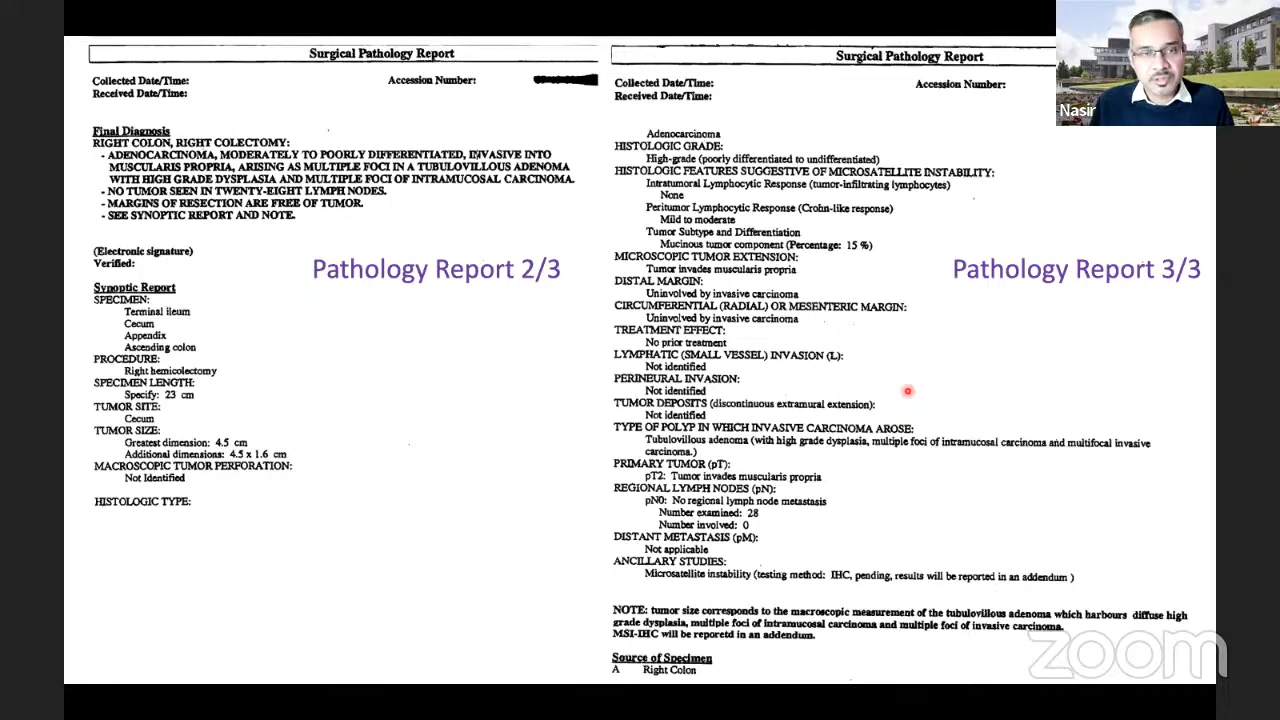 Surgical Pathology Report
Collected Date/Time:
Accession Number:
Received Date/Time:
Final Diagnosis
RIGHT COLON, RIGHT COLECTOMY:
- ADENOCARCINOMA, MODERATELY TO POORLY DIFFERENTIATED, INVASIVE INTO
MUSCULARIS PROPRIA, ARISING AS MULTIPLE FOCI IN A TUBULOVILLOUS ADENOMA
WITH HIGH GRADE DYSPLASIA AND MULTIPLE FOCI OF INTRAMUCOSAL CARCINOMA.
- NO TUMOR SEEN IN TWENTY-EIGHT LYMPH NODES.
- MARGINS OF RESECTION ARE FREE OF TUMOR.
- SEE SYNOPTIC REPORT AND NOTE.
(Electronic signature)
Verified:
Pathology Report 2/3
Synoptic Report
SPECIMEN:
Terminal ileum
Cecum
Appendix
Ascending colon
PROCEDURE:
Right hemicolectomy
SPECIMEN LENGTH:
Specify: 23 cm
TUMOR SITE:
Cecum
TUMOR SIZE:
Greatest dimension: 4.5 cm
Additional dimensions: 4.5 x 1.6 cm
MACROSCOPIC TUMOR PERFORATION:
Not Identified
HISTOLOGIC TYPE:
Surgical Pathology Report
Collected Date/Time:
Accession Number:
Received Date/Time:
Adenocarcinoma
HISTOLOGIC GRADE:
High-grade (poorly differentiated to undifferentiated)
HISTOLOGIC FEATURES SUGGESTIVE OF MICROSATELLITE INSTABILITY:
Intratumoral Lymphocytic Response (tumor-infiltrating lymphocytes)
None
Peritumor Lymphocytic Response (Crohn-like response)
Mild to moderate
Tumor Subtype and Differentiation
Mucinous tumor component (Percentage: 15 %)
MICROSCOPIC TUMOR EXTENSION:
Tumor invades muscularis propria
Pathology Report 3/3
DISTAL MARGIN:
Uninvolved by invasive carcinoma
CIRCUMFERENTIAL (RADIAL) OR MESENTERIC MARGIN:
Uninvolved by invasive carcinoma
TREATMENT EFFECT:
No prior treatment
LYMPHATIC (SMALL VESSEL) INVASION (L):
Not identified
PERINEURAL INVASION:
Not identified
TUMOR DEPOSITS (discontinuous extramural extension):
Not identified
TYPE OF POLYP IN WHICH INVASIVE CARCINOMA AROSE:
Tubulovillous adenoma (with high grade dysplasia, multiple foci of intramucosal carcinoma and multifocal invasive
carcinoma.)
PRIMARY TUMOR (pT):
pT2: Tumor invades muscularis propria
REGIONAL LYMPH NODES (pN):
pN0: No regional lymph node metastasis
Number examined: 28
Number involved: 0
DISTANT METASTASIS (pM):
Not applicable
ANCILLARY STUDIES:
Microsatellite instability (testing method: IHC, pending, results will be reported in an addendum )
NOTE: tumor size corresponds to the macroscopic measurement of the tubulovillous adenoma which harbours diffuse high
grade dysplasia, multiple foci of intramucosal carcinoma and multiple foci of invasive carcinoma.
MSI-IHC will be reporetd in an addendum.
Source of Specimen
A Right Colon
Nasir
zoom